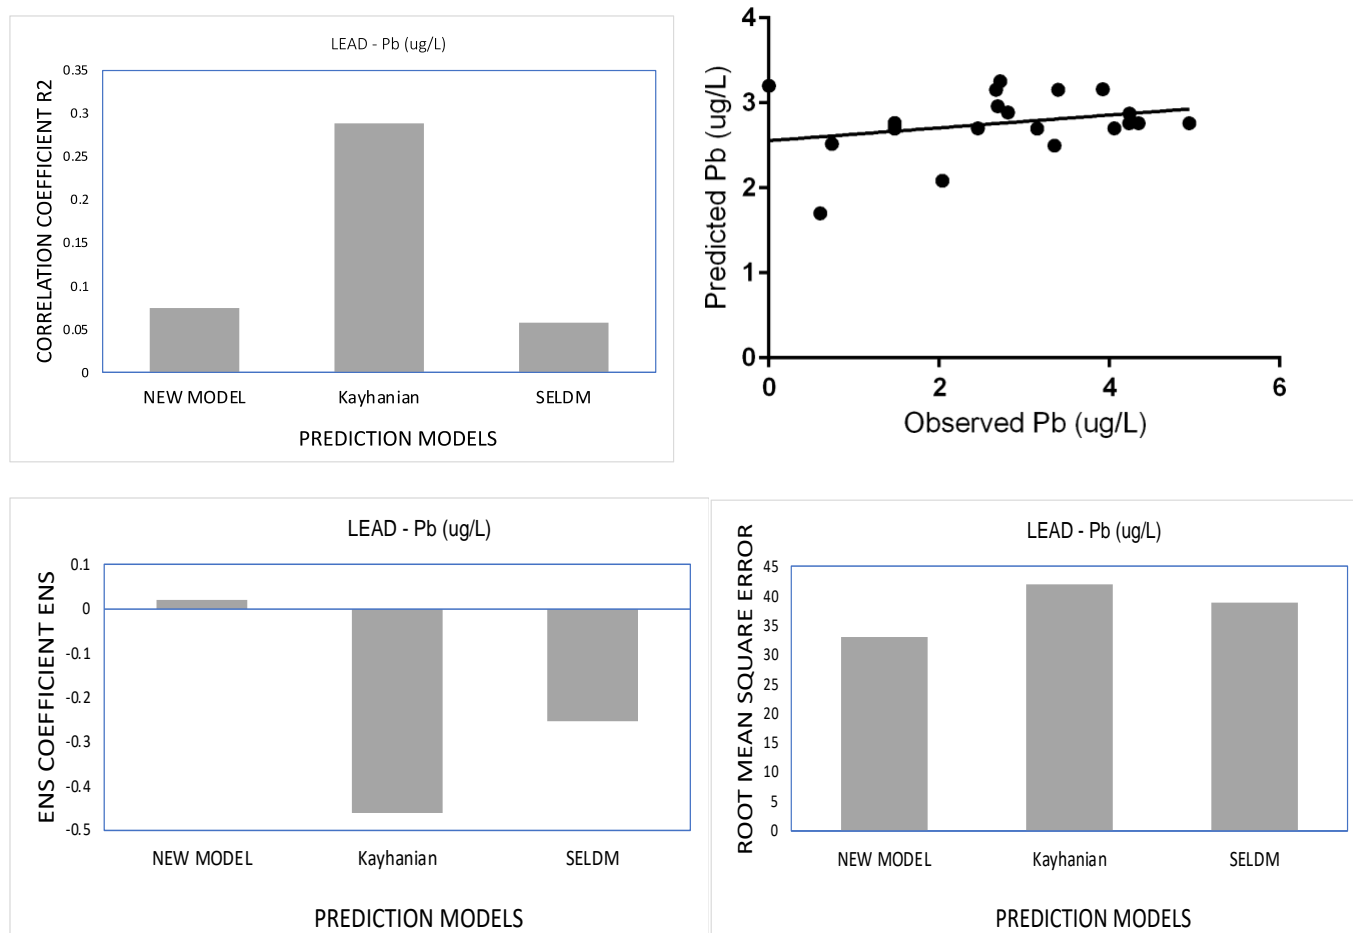 LEAD - Pb (ug/L)
CORRELATION COEFFICIENT R2
0.35
0.3
0.25
0.2
0.15
0.1
0.05
0
NEW MODEL Kayhanian SELDM
PREDICTION MODELS
Predicted Pb (ug/L)
4
3
2
1
0
0 2 4 6
Observed Pb (ug/L)
LEAD - Pb (ug/L)
ENS COEFFICIENT ENS
0.1
0
-0.1
-0.2
-0.3
-0.4
-0.5
NEW MODEL Kayhanian SELDM
PREDICTION MODELS
LEAD - Pb (ug/L)
ROOT MEAN SQUARE ERROR
45
40
35
30
25
20
15
10
5
0
NEW MODEL Kayhanian SELDM
PREDICTION MODELS